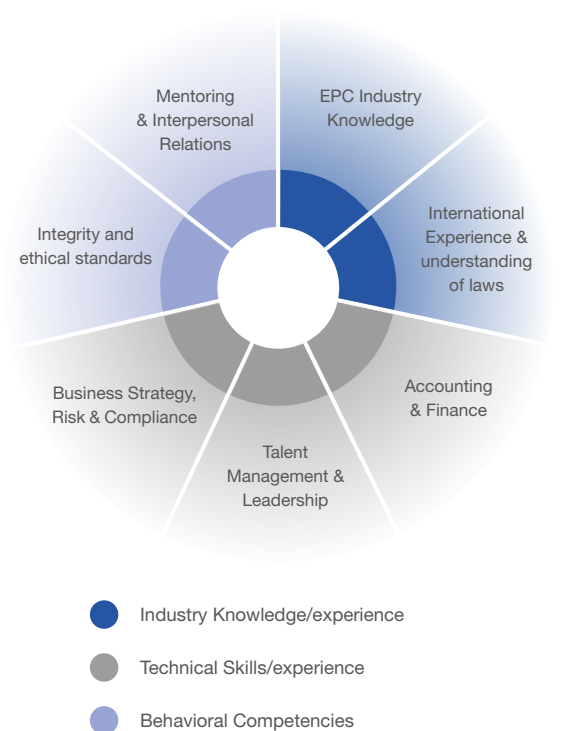 Mentoring
& Interpersonal
Relations
EPC Industry
Knowledge
International
Experience &
understanding
of laws
Accounting
& Finance
Talent
Management &
Leadership
Business Strategy,
Risk & Compliance
Integrity and
ethical standards
Industry Knowledge/experience
Technical Skills/experience
Behavioral Competencies